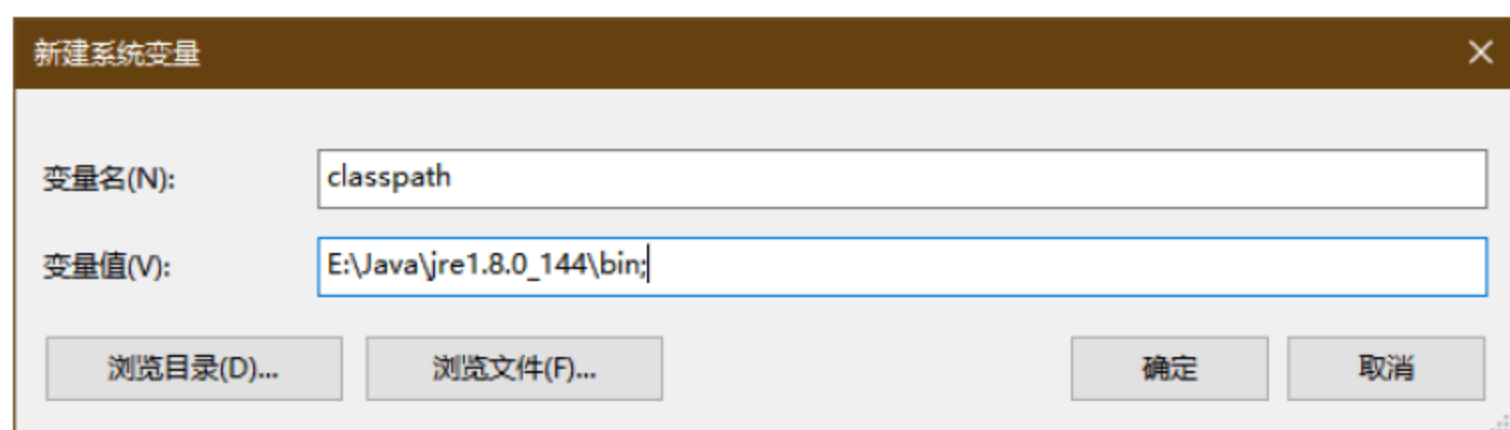 新建系统变量
变量名(N):
classpath
变量值(V):
E:\Java\jre1.8.0_144\bin;
浏览目录(D)...
浏览文件(F)...
确定
取消